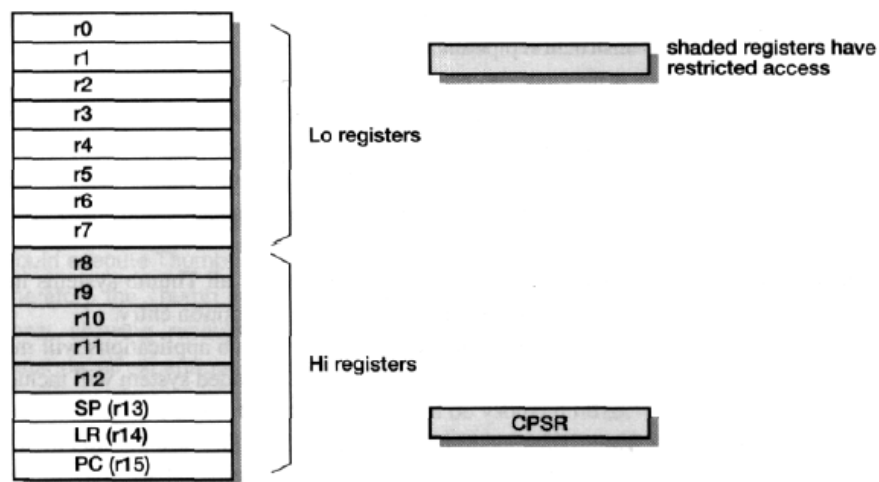 r0
r1
r2
r3
r4
r5
r6
r7
r8
r9
r10
r11
r12
SP (r13)
LR (r14)
PC (r15)
Lo registers
Hi registers
shaded registers have
restricted access
CPSR